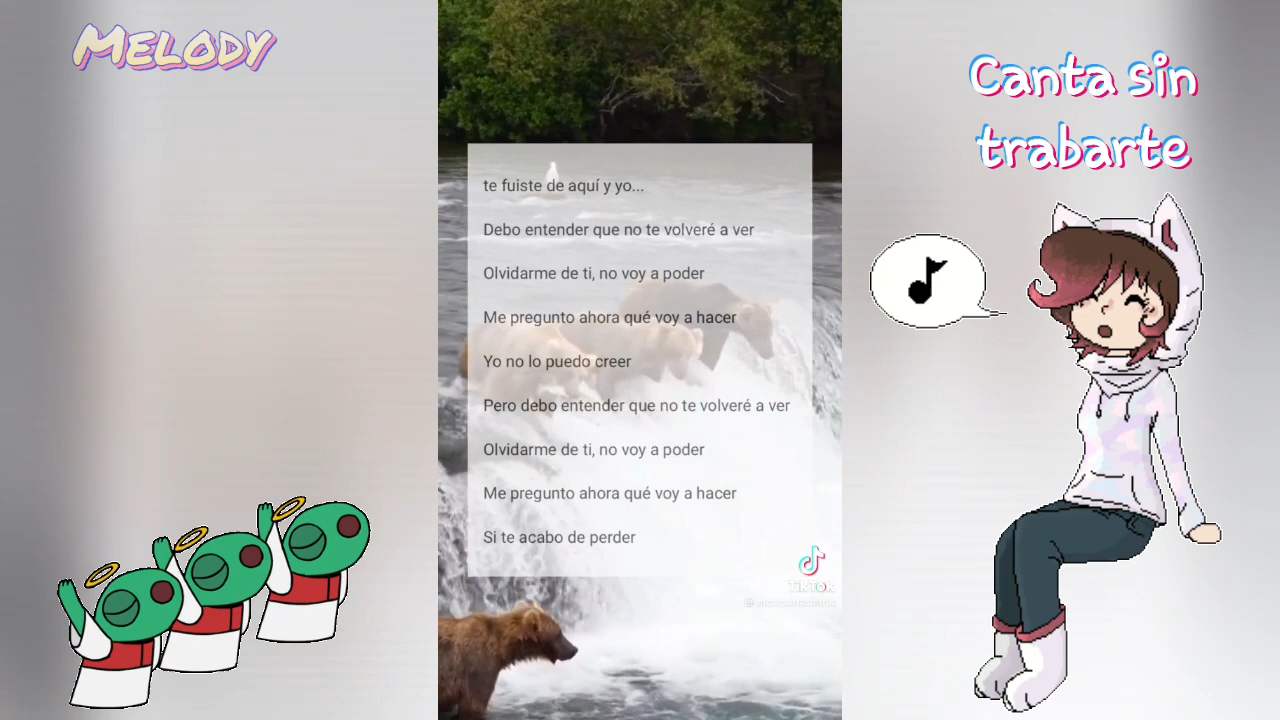 MELODY
Canta sin
trabarte
te fuiste de aquí y yo...
Debo entender que no te volveré a ver
Olvidarme de ti, no voy a poder
Me pregunto ahora qué voy a hacer
Yo no lo puedo creer
Pero debo entender que no te volveré a ver
Olvidarme de ti, no voy a poder
Me pregunto ahora qué voy a hacer
Si te acabo de perder
TikTok